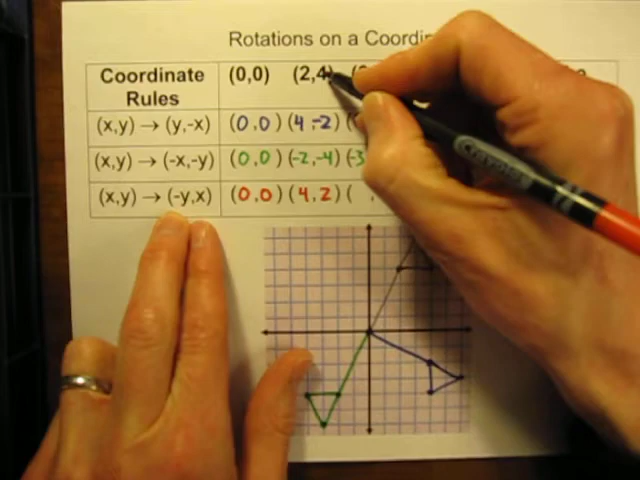 Rotations on a Coordin
Coordinate Rules (0,0) (2,4)
(x,y) → (y,-x) (0,0) (4,-2) (
(x,y) → (-x,-y) (0,0) (-2,-4) (-3
(x,y) → (-y,x) (0,0) (4,2) ( ,
Crayola